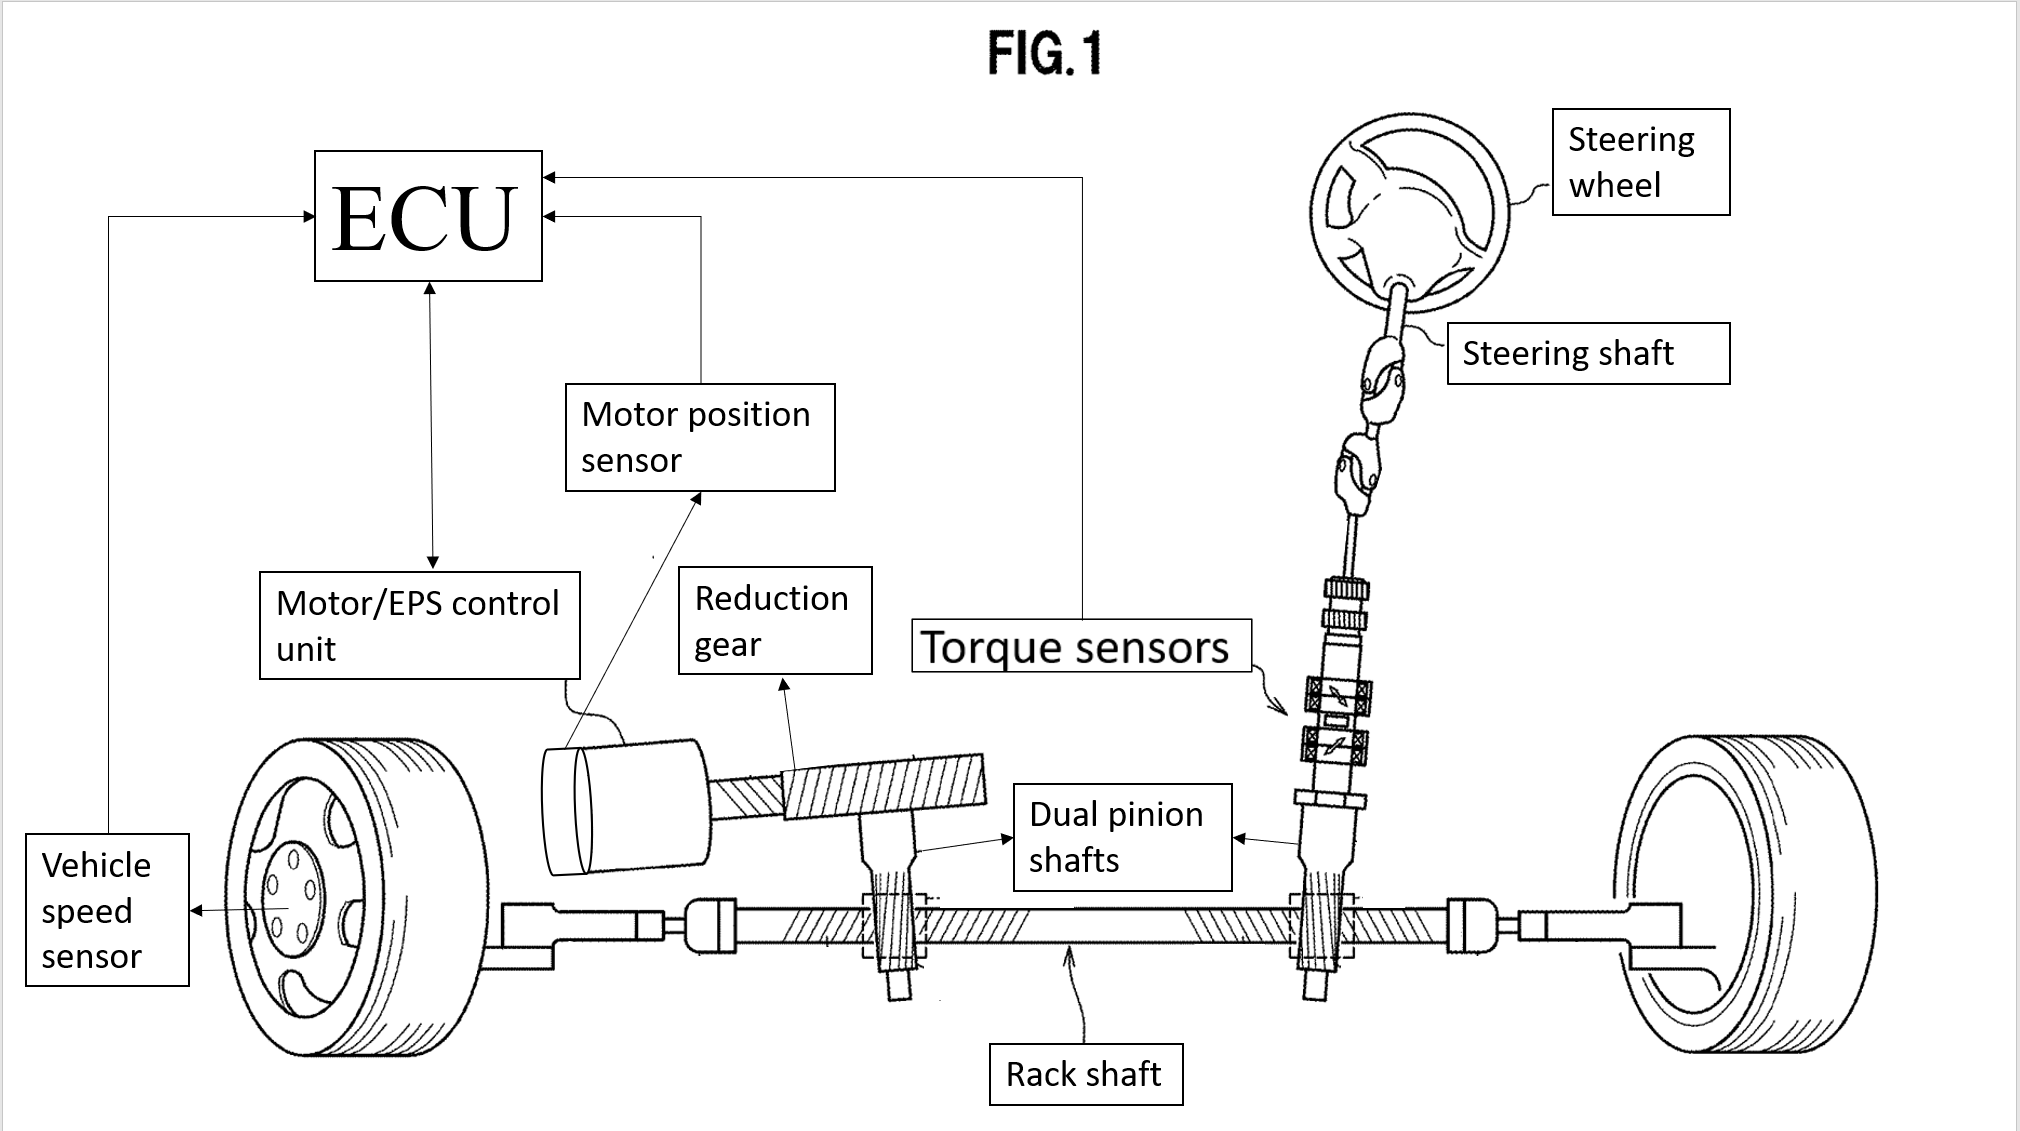 FIG.1
Steering
wheel
ECU
Steering shaft
Motor position
sensor
Motor/EPS control
unit
Reduction
gear
Torque sensors
Dual pinion
shafts
Vehicle
speed
sensor
Rack shaft